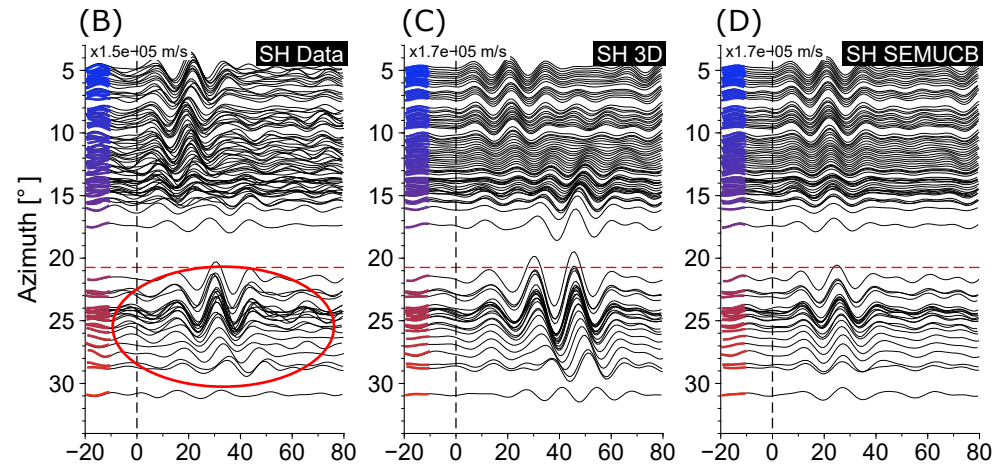 (B) (C) (D)
x1.5e+05 m/s SH Data x1.7e+05 m/s SH 3D x1.7e+05 m/s SH SEMUCB
5 5 5
10 10 10
15 15 15
Azimuth [°]
20 20 20
25 25 25
30 30 30
−20 0 20 40 60 80 −20 0 20 40 60 80 −20 0 20 40 60 80